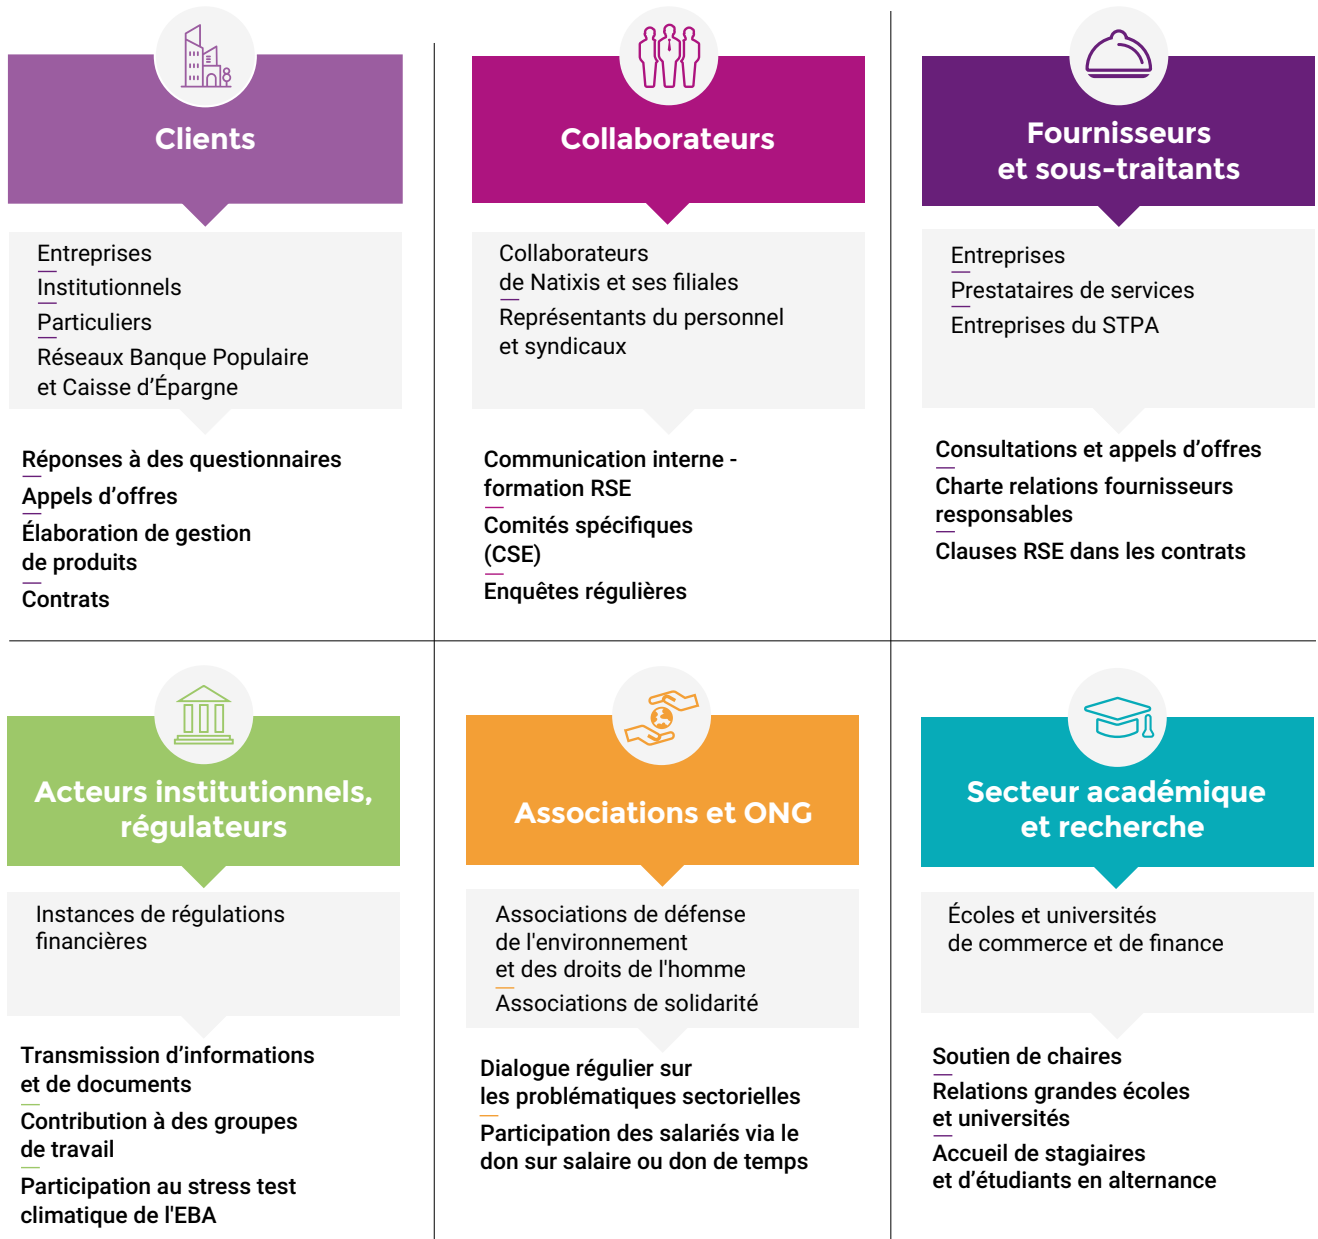 Clients
Entreprises
Institutionnels
Particuliers
Réseaux Banque Populaire
et Caisse d’Épargne
Réponses à des questionnaires
Appels d’offres
Élaboration de gestion
de produits
Contrats
Collaborateurs
Collaborateurs
de Natixis et ses filiales
Représentants du personnel
et syndicaux
Communication interne -
formation RSE
Comités spécifiques
(CSE)
Enquêtes régulières
Fournisseurs
et sous-traitants
Entreprises
Prestataires de services
Entreprises du STPA
Consultations et appels d’offres
Charte relations fournisseurs
responsables
Clauses RSE dans les contrats
Acteurs institutionnels,
régulateurs
Instances de régulations
financières
Transmission d’informations
et de documents
Contribution à des groupes
de travail
Participation au stress test
climatique de l'EBA
Associations et ONG
Associations de défense
de l'environnement
et des droits de l'homme
Associations de solidarité
Dialogue régulier sur
les problématiques sectorielles
Participation des salariés via le
don sur salaire ou don de temps
Secteur académique
et recherche
Écoles et universités
de commerce et de finance
Soutien de chaires
Relations grandes écoles
et universités
Accueil de stagiaires
et d’étudiants en alternance